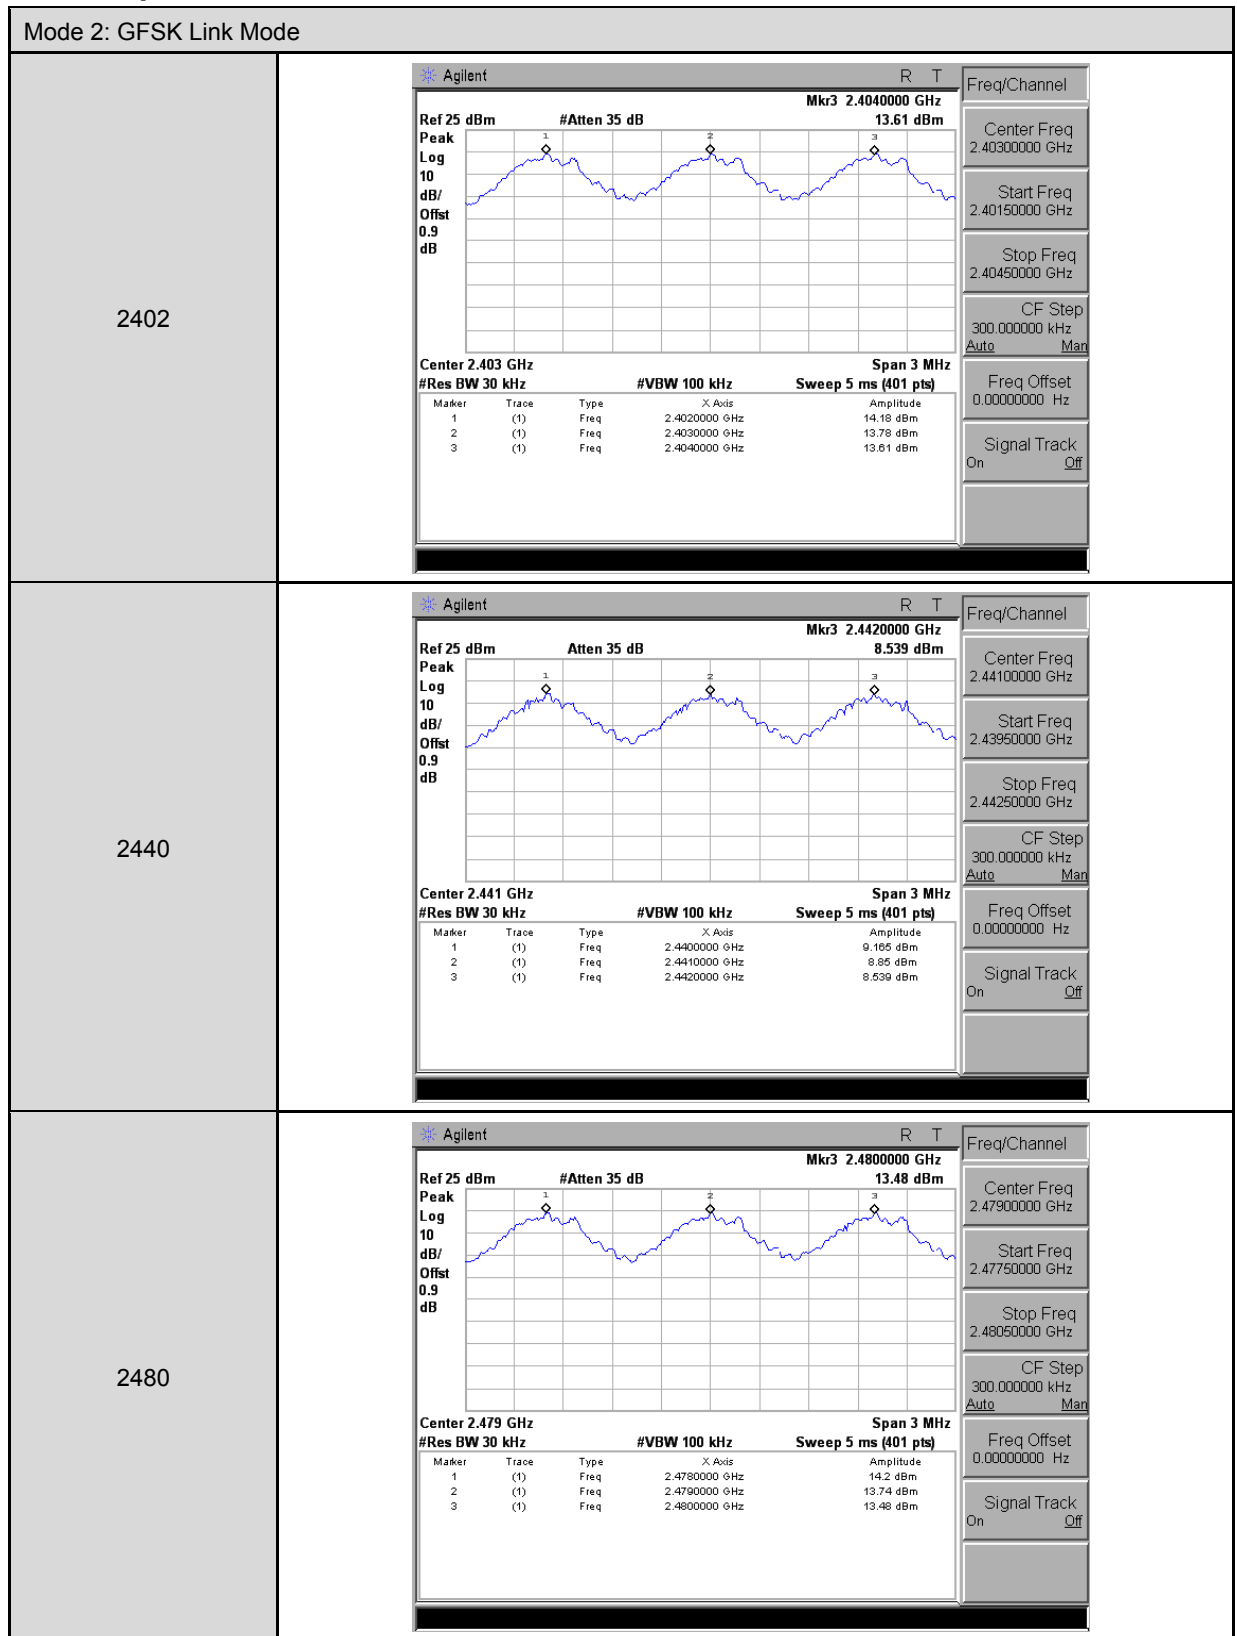 Mode 2: GFSK Link Mode
2402
Agilent R T
Mkr3 2.4040000 GHz
Ref 25 dBm #Atten 35 dB 13.61 dBm
Peak
Log
10
dB/
Offst
0.9
dB
1 2 3
Center 2.403 GHz Span 3 MHz
#Res BW 30 kHz #VBW 100 kHz Sweep 5 ms (401 pts)
Marker Trace Type X Axis Amplitude
1 (1) Freq 2.4020000 GHz 14.18 dBm
2 (1) Freq 2.4030000 GHz 13.78 dBm
3 (1) Freq 2.4040000 GHz 13.61 dBm
Freq/Channel
Center Freq
2.40300000 GHz
Start Freq
2.40150000 GHz
Stop Freq
2.40450000 GHz
CF Step
300.000000 kHz
Auto Man
Freq Offset
0.00000000 Hz
Signal Track
On Off
2440
Agilent R T
Mkr3 2.4420000 GHz
Ref 25 dBm Atten 35 dB 8.539 dBm
Peak
Log
10
dB/
Offst
0.9
dB
1 2 3
Center 2.441 GHz Span 3 MHz
#Res BW 30 kHz #VBW 100 kHz Sweep 5 ms (401 pts)
Marker Trace Type X Axis Amplitude
1 (1) Freq 2.4400000 GHz 9.165 dBm
2 (1) Freq 2.4410000 GHz 8.85 dBm
3 (1) Freq 2.4420000 GHz 8.539 dBm
Freq/Channel
Center Freq
2.44100000 GHz
Start Freq
2.43950000 GHz
Stop Freq
2.44250000 GHz
CF Step
300.000000 kHz
Auto Man
Freq Offset
0.00000000 Hz
Signal Track
On Off
2480
Agilent R T
Mkr3 2.4800000 GHz
Ref 25 dBm #Atten 35 dB 13.48 dBm
Peak
Log
10
dB/
Offst
0.9
dB
1 2 3
Center 2.479 GHz Span 3 MHz
#Res BW 30 kHz #VBW 100 kHz Sweep 5 ms (401 pts)
Marker Trace Type X Axis Amplitude
1 (1) Freq 2.4780000 GHz 14.2 dBm
2 (1) Freq 2.4790000 GHz 13.74 dBm
3 (1) Freq 2.4800000 GHz 13.48 dBm
Freq/Channel
Center Freq
2.47900000 GHz
Start Freq
2.47750000 GHz
Stop Freq
2.48050000 GHz
CF Step
300.000000 kHz
Auto Man
Freq Offset
0.00000000 Hz
Signal Track
On Off